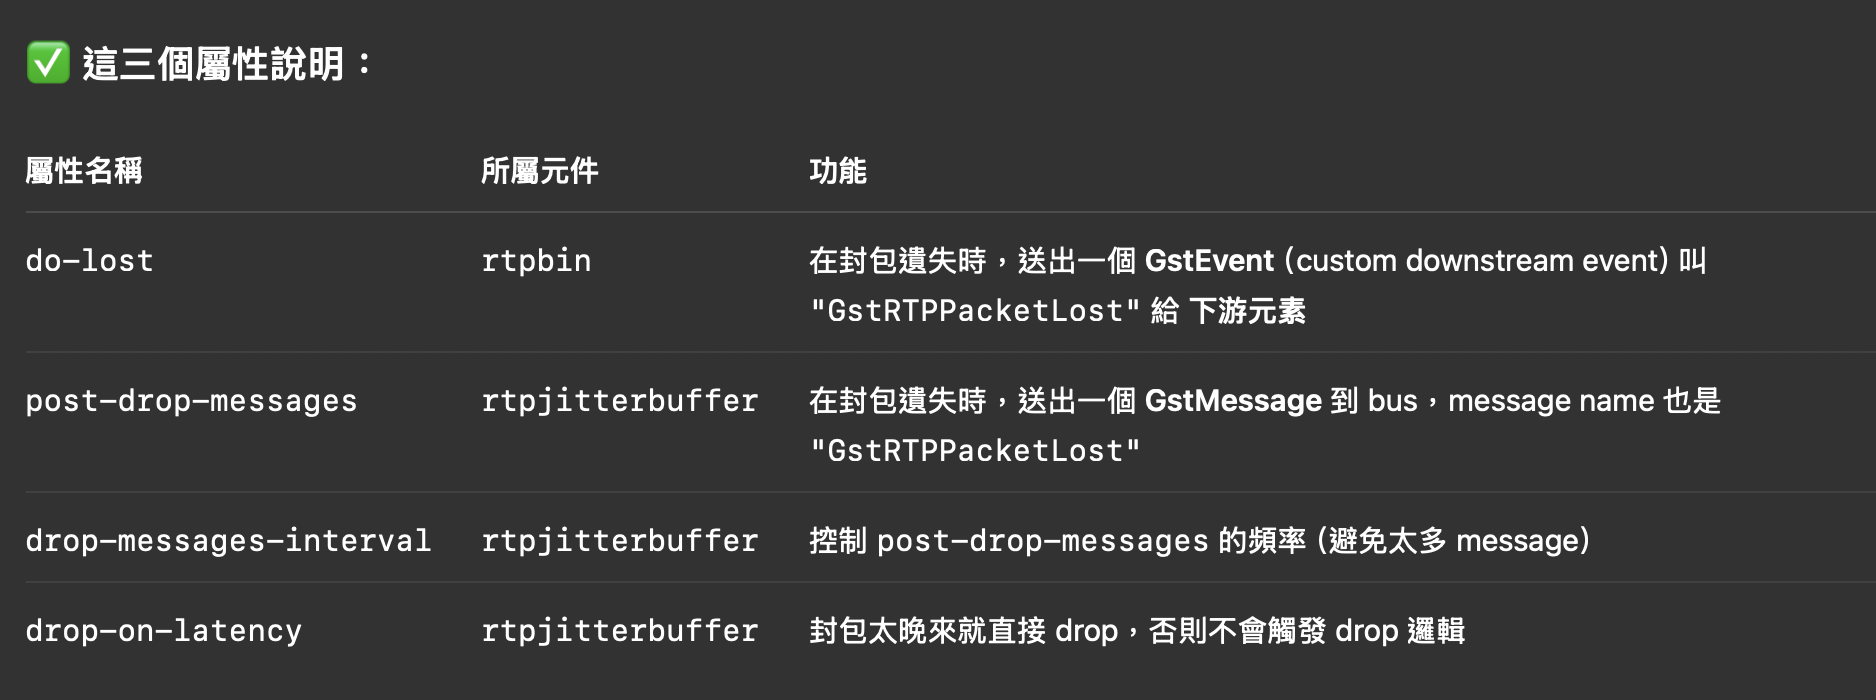 ✅ 這三個屬性說明：
屬性名稱 所屬元件 功能
do-lost rtpbin 在封包遺失時，送出一個 GstEvent (custom downstream event) 叫
"GstRTPPacketLost" 給 下游元素
post-drop-messages rtpjitterbuffer 在封包遺失時，送出一個 GstMessage 到 bus，message name 也是
"GstRTPPacketLost"
drop-messages-interval rtpjitterbuffer 控制 post-drop-messages 的頻率 (避免太多 message)
drop-on-latency rtpjitterbuffer 封包太晚來就直接 drop，否則不會觸發 drop 邏輯